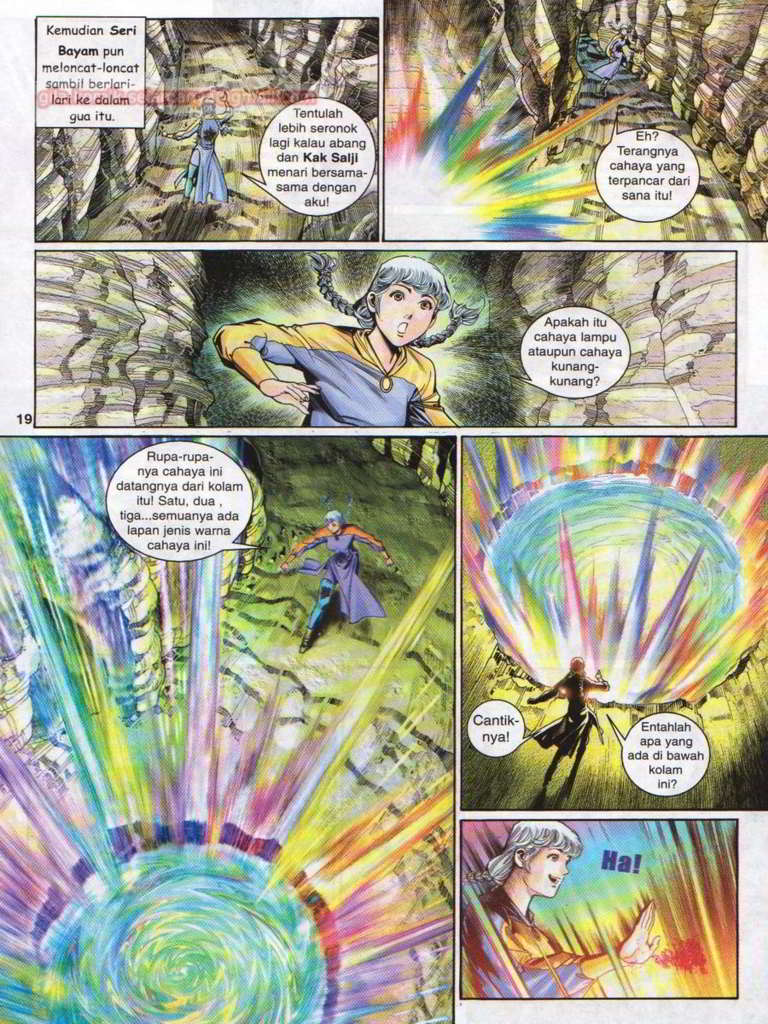 Kemudian Seri
Bayam pun
meloncat-loncat
sambil berlari-
lari ke dalam
gua itu.
Tentulah
lebih seronok
lagi kalau abang
dan Kak Salji
menari bersama-
sama dengan
aku!
Eh?
Terangnya
cahaya yang
terpancar dari
sana itu!
Apakah itu
cahaya lampu
ataupun cahaya
kunang-
kunang?
19
Rupa-rupa-
nya cahaya ini
datangnya dari kolam
itu! Satu, dua ,
tiga...semuanya ada
lapan jenis warna
cahaya ini!
Cantik-
nya!
Entahlah
apa yang
ada di bawah
kolam
ini?
Ha!